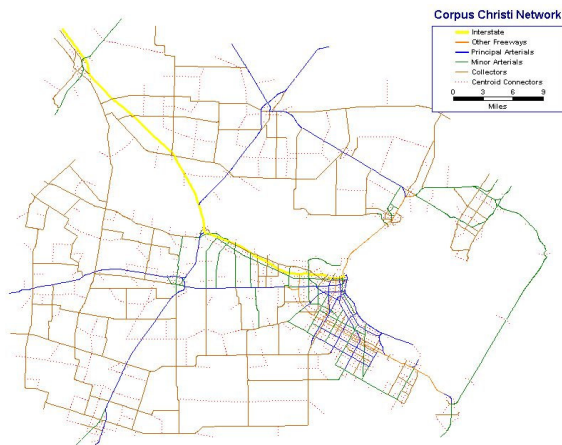 Corpus Christi Network
Interstate
Other Freeways
Principal Arterials
Minor Arterials
Collectors
Centroid Connectors
0 3 6 9
Miles